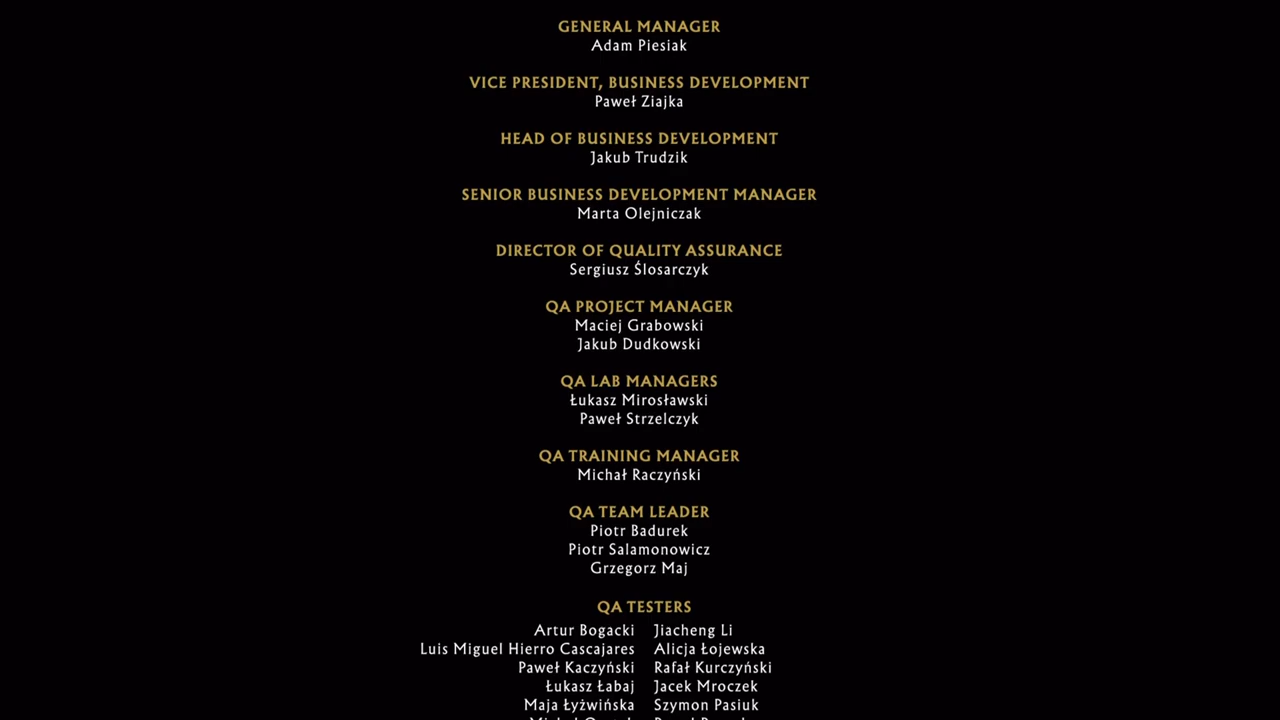 GENERAL MANAGER
Adam Piesiak
VICE PRESIDENT, BUSINESS DEVELOPMENT
Paweł Ziajka
HEAD OF BUSINESS DEVELOPMENT
Jakub Trudzik
SENIOR BUSINESS DEVELOPMENT MANAGER
Marta Olejniczak
DIRECTOR OF QUALITY ASSURANCE
Sergiusz Ślosarczyk
QA PROJECT MANAGER
Maciej Grabowski
Jakub Dudkowski
QA LAB MANAGERS
Łukasz Mirosławski
Paweł Strzelczyk
QA TRAINING MANAGER
Michał Raczyński
QA TEAM LEADER
Piotr Badurek
Piotr Salamonowicz
Grzegorz Maj
QA TESTERS
Artur Bogacki Jiacheng Li
Luis Miguel Hierro Cascajares Alicja Łojewska
Paweł Kaczyński Rafał Kurczyński
Łukasz Łabaj Jacek Mroczek
Maja Łyżwińska Szymon Pasiuk